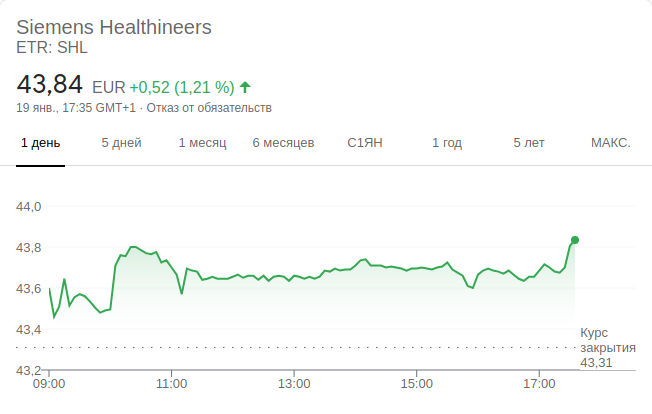 Siemens Healthineers
ETR: SHL
43,84 EUR +0,52 (1,21 %)
19 янв., 17:35 GMT+1 · Отказ от обязательств
1 день 5 дней 1 месяц 6 месяцев С1ЯН 1 год 5 лет МАКС.
44,0
43,8
43,6
43,4
Курс
закрытия
43,31
43,2
09:00 11:00 13:00 15:00 17:00